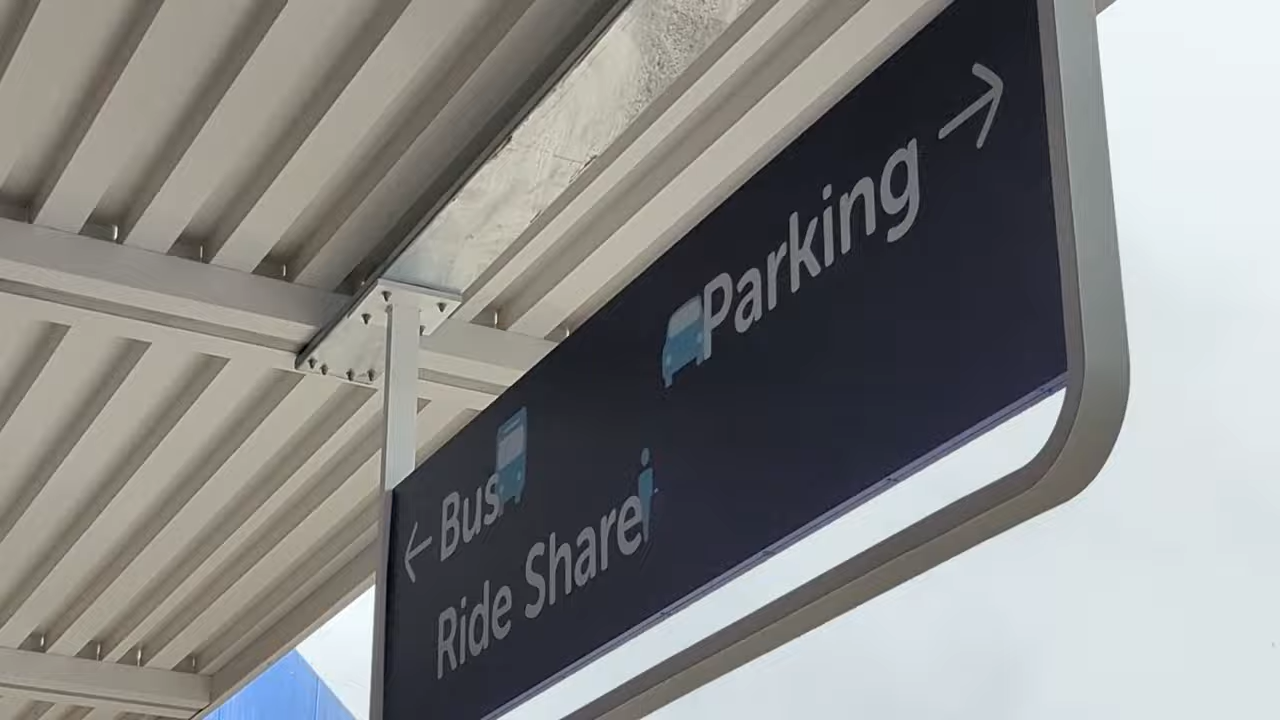 ← Bus
Ride Share
Parking →